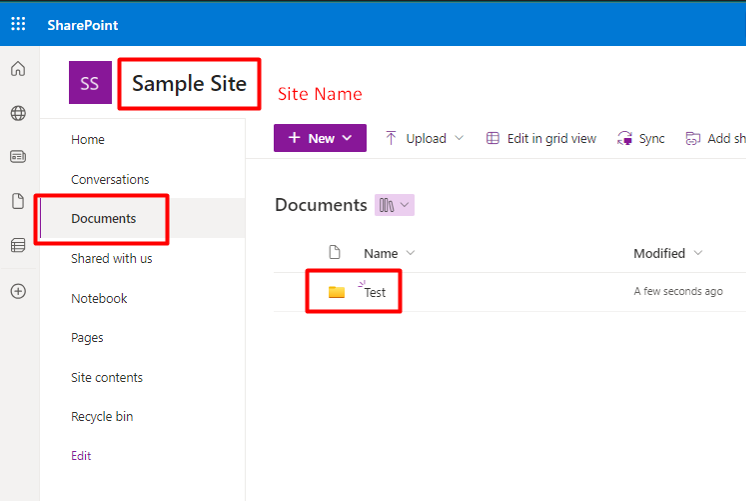 SharePoint
SS
Sample Site
Site Name
Home
Conversations
Documents
Shared with us
Notebook
Pages
Site contents
Recycle bin
Edit
+ New
Upload
Edit in grid view
Sync
Add sh
Documents
Name
Modified
Test
A few seconds ago